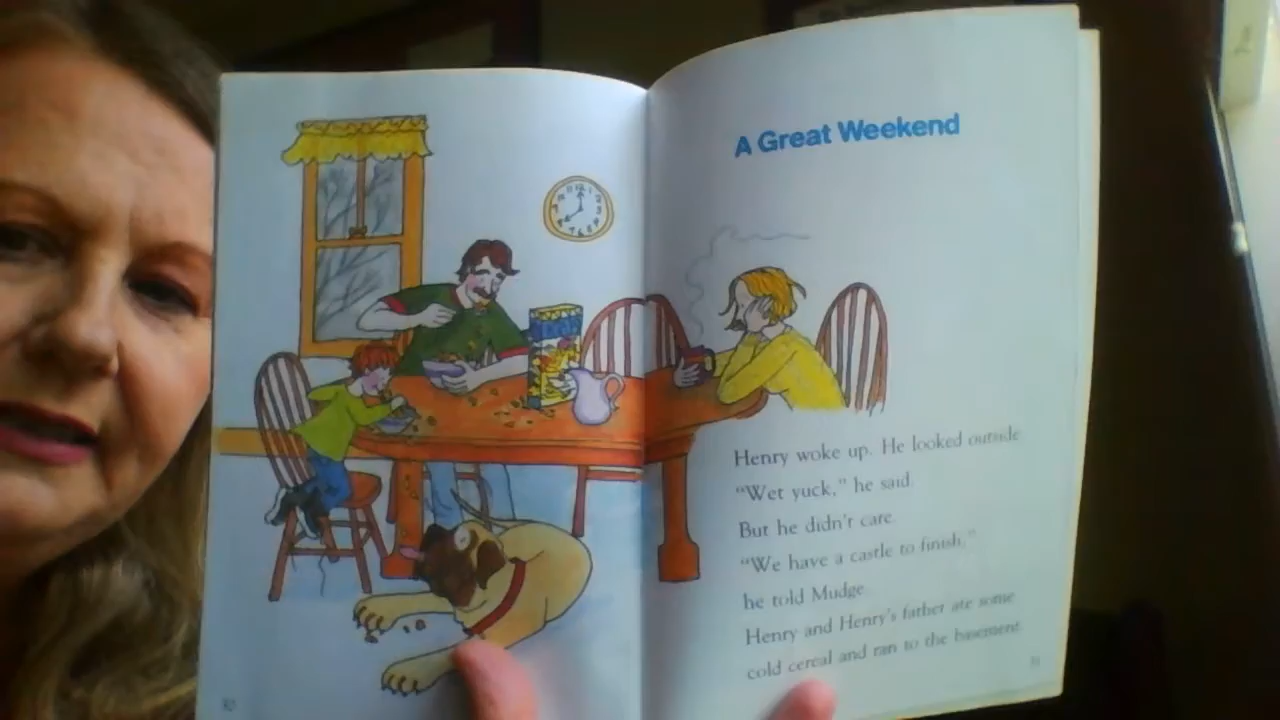 A Great Weekend
Henry woke up. He looked outside
"Wet yuck," he said.
But he didn't care.
"We have a castle to finish,"
he told Mudge.
Henry and Henry's father ate some
cold cereal and ran to the basement